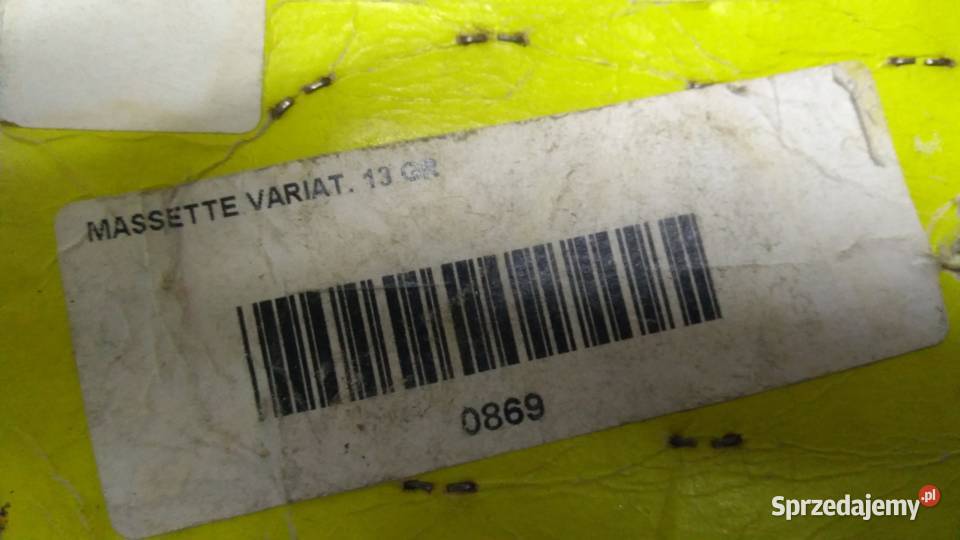 MASSETTE VARIAT. 13 GR
0869
Sprzedajemy.pl